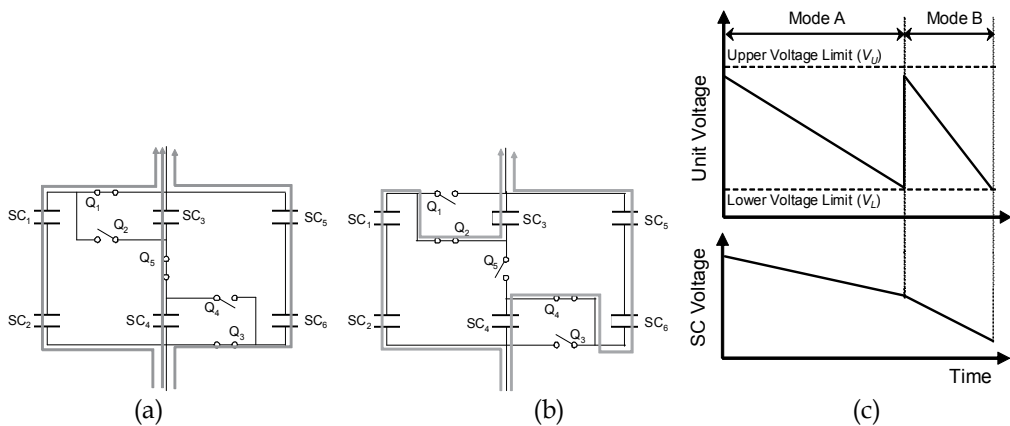 SC1
SC2
Q1
Q2
SC3
Q5
Q4
SC4
Q3
SC5
SC6
(a)
SC1
SC2
Q1
Q2
SC3
Q5
Q4
SC4
Q3
SC5
SC6
(b)
Mode A
Mode B
Upper Voltage Limit (VU)
Unit Voltage
Lower Voltage Limit (VL)
SC Voltage
Time
(c)